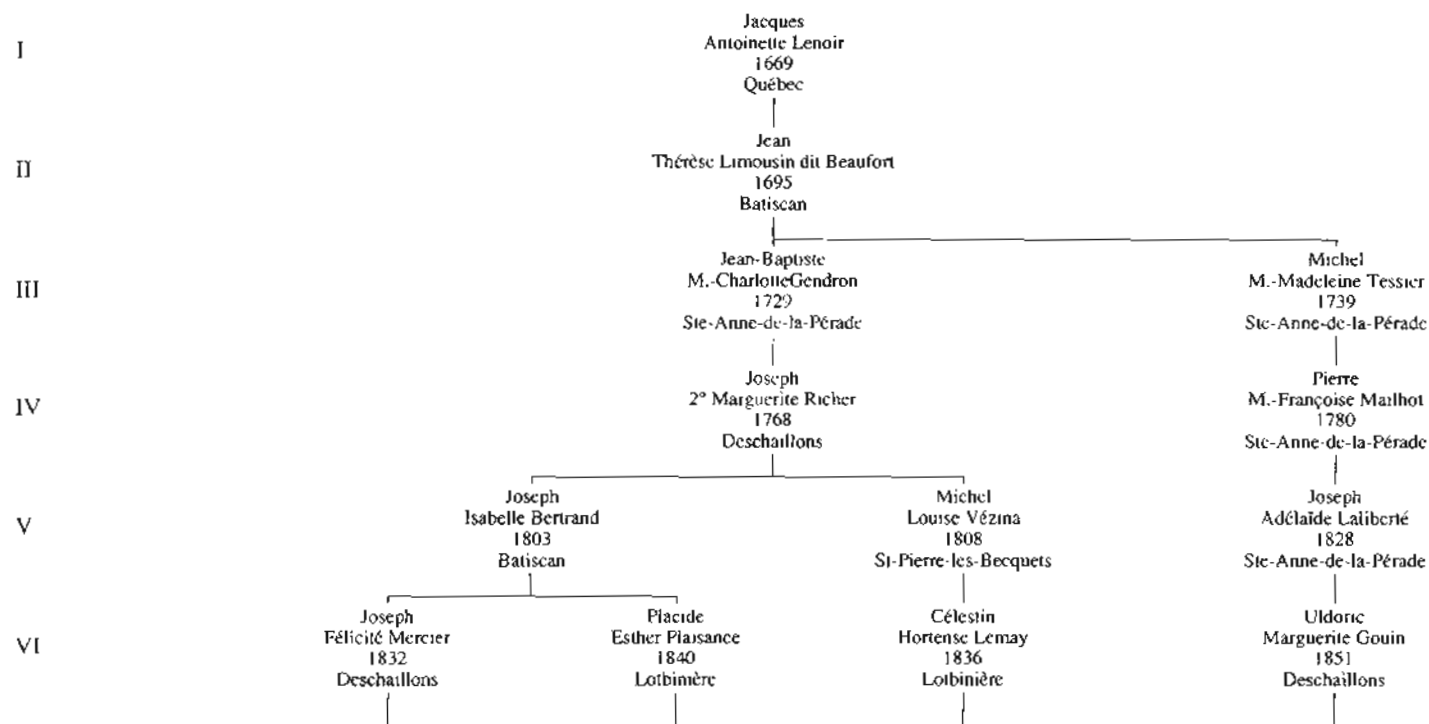 I
Jacques
Antoinette Lenoir
1669
Québec
II
Jean
Thérèse Limousin dit Beaufort
1695
Batiscan
III
Jean-Baptiste
M.-CharlotteGendron
1729
Ste-Anne-de-la-Pérade
Michel
M.-Madeleine Tessier
1739
Ste-Anne-de-la-Pérade
IV
Joseph
2° Marguerite Richer
1768
Deschaillons
Pierre
M.-Françoise Mailhot
1780
Ste-Anne-de-la-Pérade
V
Joseph
Isabelle Bertrand
1803
Batiscan
Michel
Louise Vézina
1808
St-Pierre-les-Becquets
Joseph
Adélaïde Laliberté
1828
Ste-Anne-de-la-Pérade
VI
Joseph
Félicité Mercier
1832
Deschaillons
Placide
Esther Plaisance
1840
Lotbinière
Célestin
Hortense Lemay
1836
Lotbinière
Uldoric
Marguerite Gouin
1851
Deschaillons